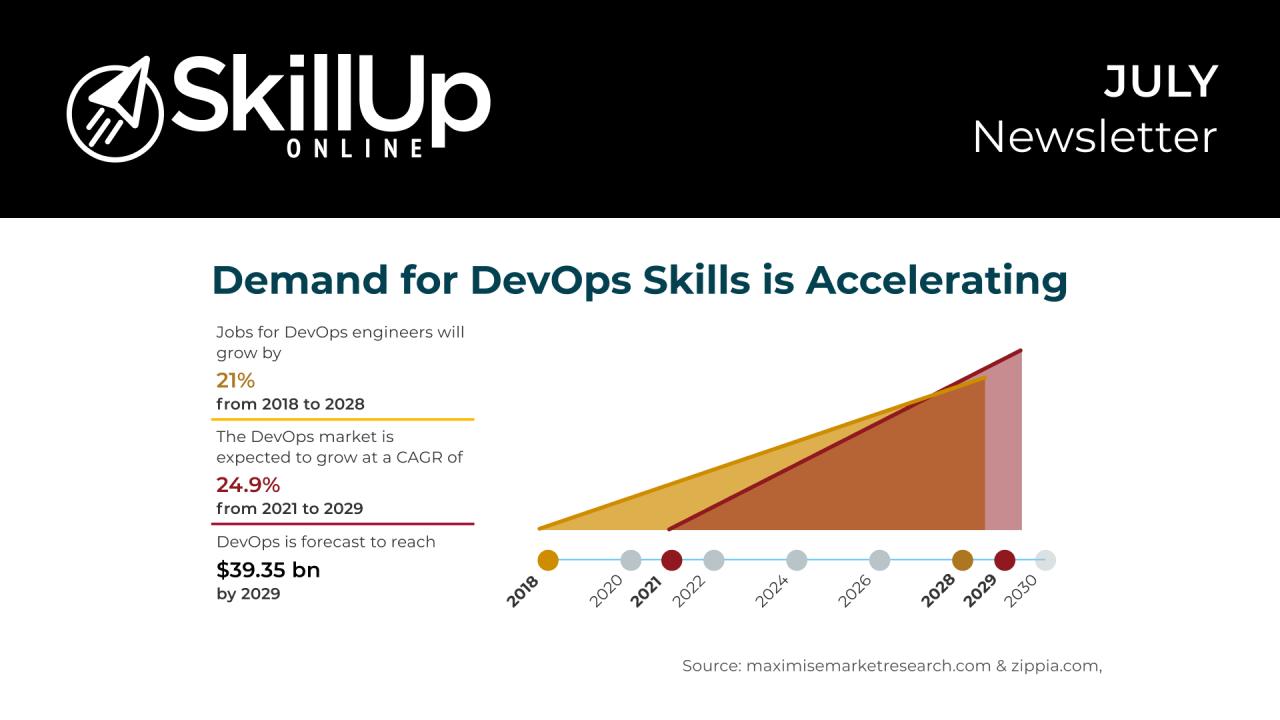 SkillUp
ONLINE
JULY
Newsletter
Demand for DevOps Skills is Accelerating
Jobs for DevOps engineers will
grow by
21%
from 2018 to 2028
The DevOps market is
expected to grow at a CAGR of
24.9%
from 2021 to 2029
DevOps is forecast to reach
$39.35 bn
by 2029
2018
2020
2021
2022
2024
2026
2028
2029
2030
Source: maximisemarketresearch.com & zippia.com,